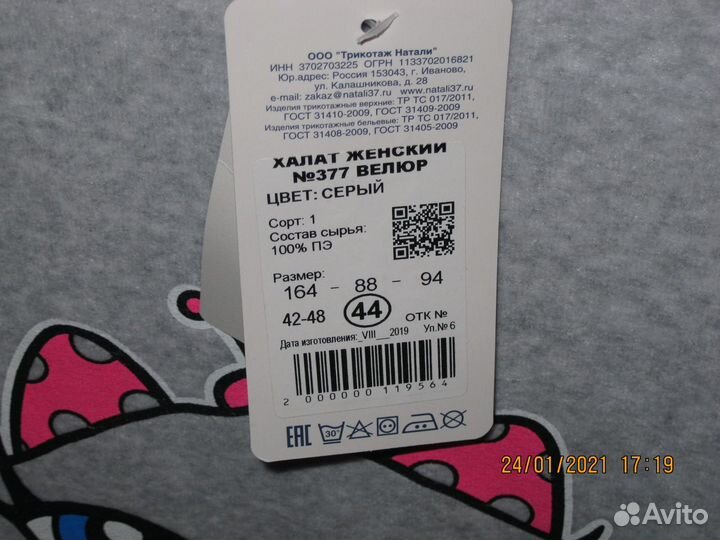 ООО "Трикотаж Натали"
ИНН 3702703225 ОГРН 1133702016821
Юр.адрес: Россия 153043, г. Иваново,
ул. Калашникова, д. 28
e-mail: zakaz@natali37.ru www.natali37.ru
Изделия трикотажные верхние: ТР ТС 017/2011,
ГОСТ 31410-2009, ГОСТ 31409-2009
Изделия трикотажные бельевые: ТР ТС 017/2011,
ГОСТ 31408-2009, ГОСТ 31405-2009
ХАЛАТ ЖЕНСКИЙ
№377 ВЕЛЮР
ЦВЕТ: СЕРЫЙ
Сорт: 1
Состав сырья:
100% ПЭ
Размер:
164 - 88 - 94
42-48 44 ОТК №
Дата изготовления:_VIII___2019 Уп.№ 6
2 000000 119564
EAC 30°
24/01/2021 17:19
Avito